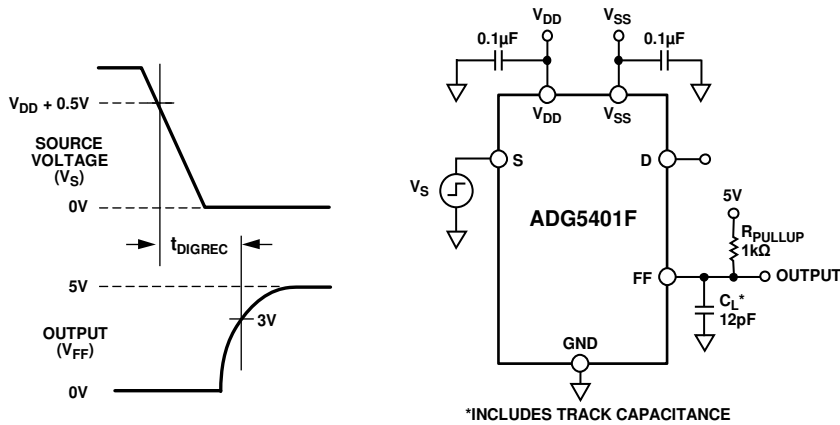 V_DD + 0.5V
SOURCE
VOLTAGE
(V_S)
0V
t_DIGREC
5V
OUTPUT
(V_FF)
3V
0V
V_DD
V_SS
0.1µF
0.1µF
V_DD
V_SS
S
D
V_S
ADG5401F
5V
R_PULLUP
1kΩ
FF
OUTPUT
C_L*
12pF
GND
*INCLUDES TRACK CAPACITANCE